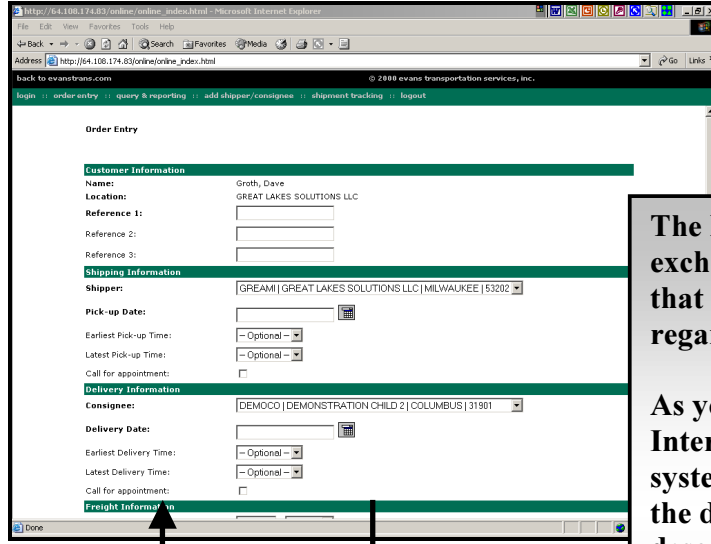 http://64.108.174.83/online/online_index.html - Microsoft Internet Explorer
File Edit View Favorites Tools Help
Back Search Favorites Media
Address http://64.108.174.83/online/online_index.html Go Links
back to evanstrans.com © 2000 evans transportation services, inc.
login :: order entry :: query & reporting :: add shipper/consignee :: shipment tracking :: logout
Order Entry
Customer Information
Name: Groth, Dave
Location: GREAT LAKES SOLUTIONS LLC
Reference 1:
Reference 2:
Reference 3:
Shipping Information
Shipper: GREAMI | GREAT LAKES SOLUTIONS LLC | MILWAUKEE | 53202
Pick-up Date:
Earliest Pick-up Time: -- Optional --
Latest Pick-up Time: -- Optional --
Call for appointment:
Delivery Information
Consignee: DEMOCO | DEMONSTRATION CHILD 2 | COLUMBUS | 31901
Delivery Date:
Earliest Delivery Time: -- Optional --
Latest Delivery Time: -- Optional --
Call for appointment:
Freight Information
Done
The
exch
that
regar
As yo
Inter
syste
the d